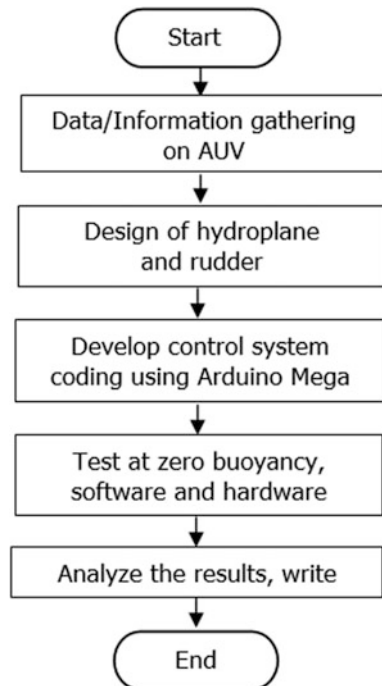 Start
Data/Information gathering
on AUV
Design of hydroplane
and rudder
Develop control system
coding using Arduino Mega
Test at zero buoyancy,
software and hardware
Analyze the results, write
End